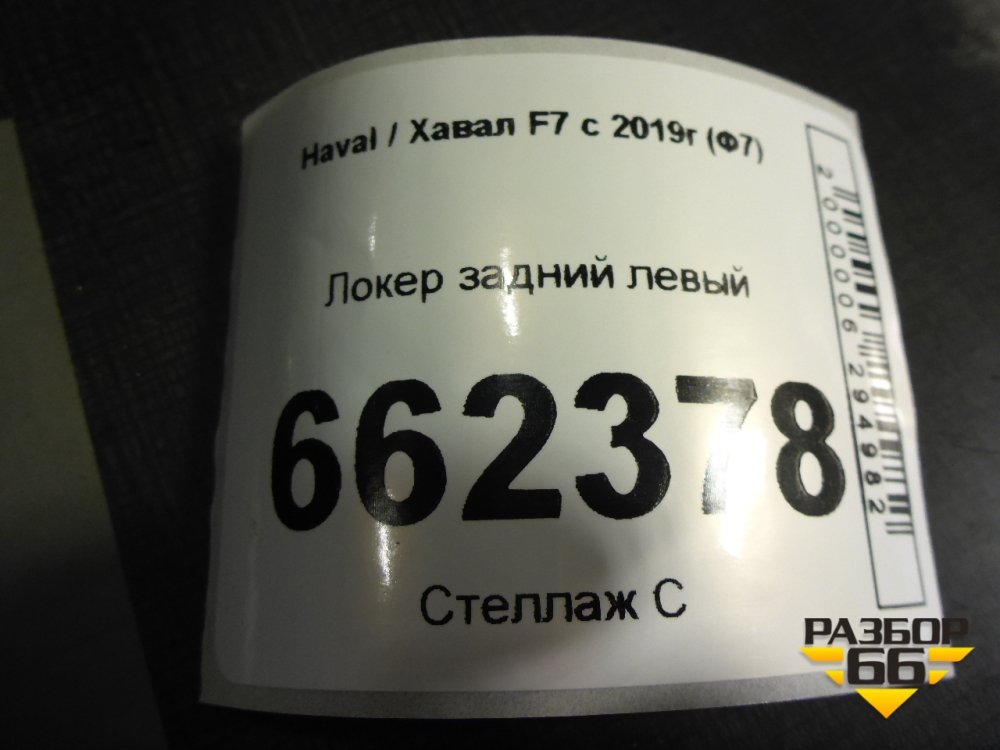 Haval / Хавал F7 с 2019г (Ф7)
Локер задний левый
662378
Стеллаж С
2000006294982
РАЗБОР
66